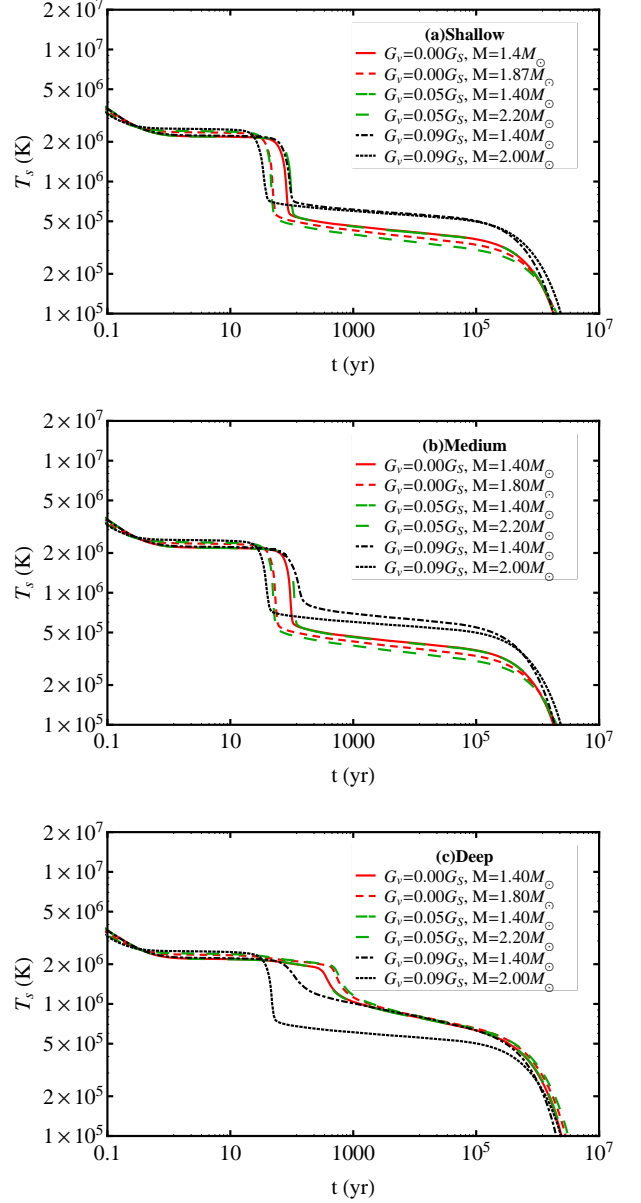 2×10⁷
(a)Shallow
G_v=0.00G_S, M=1.4M_⊙
1×10⁷
G_v=0.00G_S, M=1.87M_⊙
5×10⁶
G_v=0.05G_S, M=1.40M_⊙
G_v=0.05G_S, M=2.20M_⊙
G_v=0.09G_S, M=1.40M_⊙
2×10⁶
G_v=0.09G_S, M=2.00M_⊙
T_s (K)
1×10⁶
5×10⁵
2×10⁵
1×10⁵
0.1 10 1000 10⁵ 10⁷
t (yr)
2×10⁷
(b)Medium
G_v=0.00G_S, M=1.40M_⊙
1×10⁷
G_v=0.00G_S, M=1.80M_⊙
5×10⁶
G_v=0.05G_S, M=1.40M_⊙
G_v=0.05G_S, M=2.20M_⊙
G_v=0.09G_S, M=1.40M_⊙
2×10⁶
G_v=0.09G_S, M=2.00M_⊙
T_s (K)
1×10⁶
5×10⁵
2×10⁵
1×10⁵
0.1 10 1000 10⁵ 10⁷
t (yr)
2×10⁷
(c)Deep
G_v=0.00G_S, M=1.40M_⊙
1×10⁷
G_v=0.00G_S, M=1.80M_⊙
5×10⁶
G_v=0.05G_S, M=1.40M_⊙
G_v=0.05G_S, M=2.20M_⊙
G_v=0.09G_S, M=1.40M_⊙
2×10⁶
G_v=0.09G_S, M=2.00M_⊙
T_s (K)
1×10⁶
5×10⁵
2×10⁵
1×10⁵
0.1 10 1000 10⁵ 10⁷
t (yr)